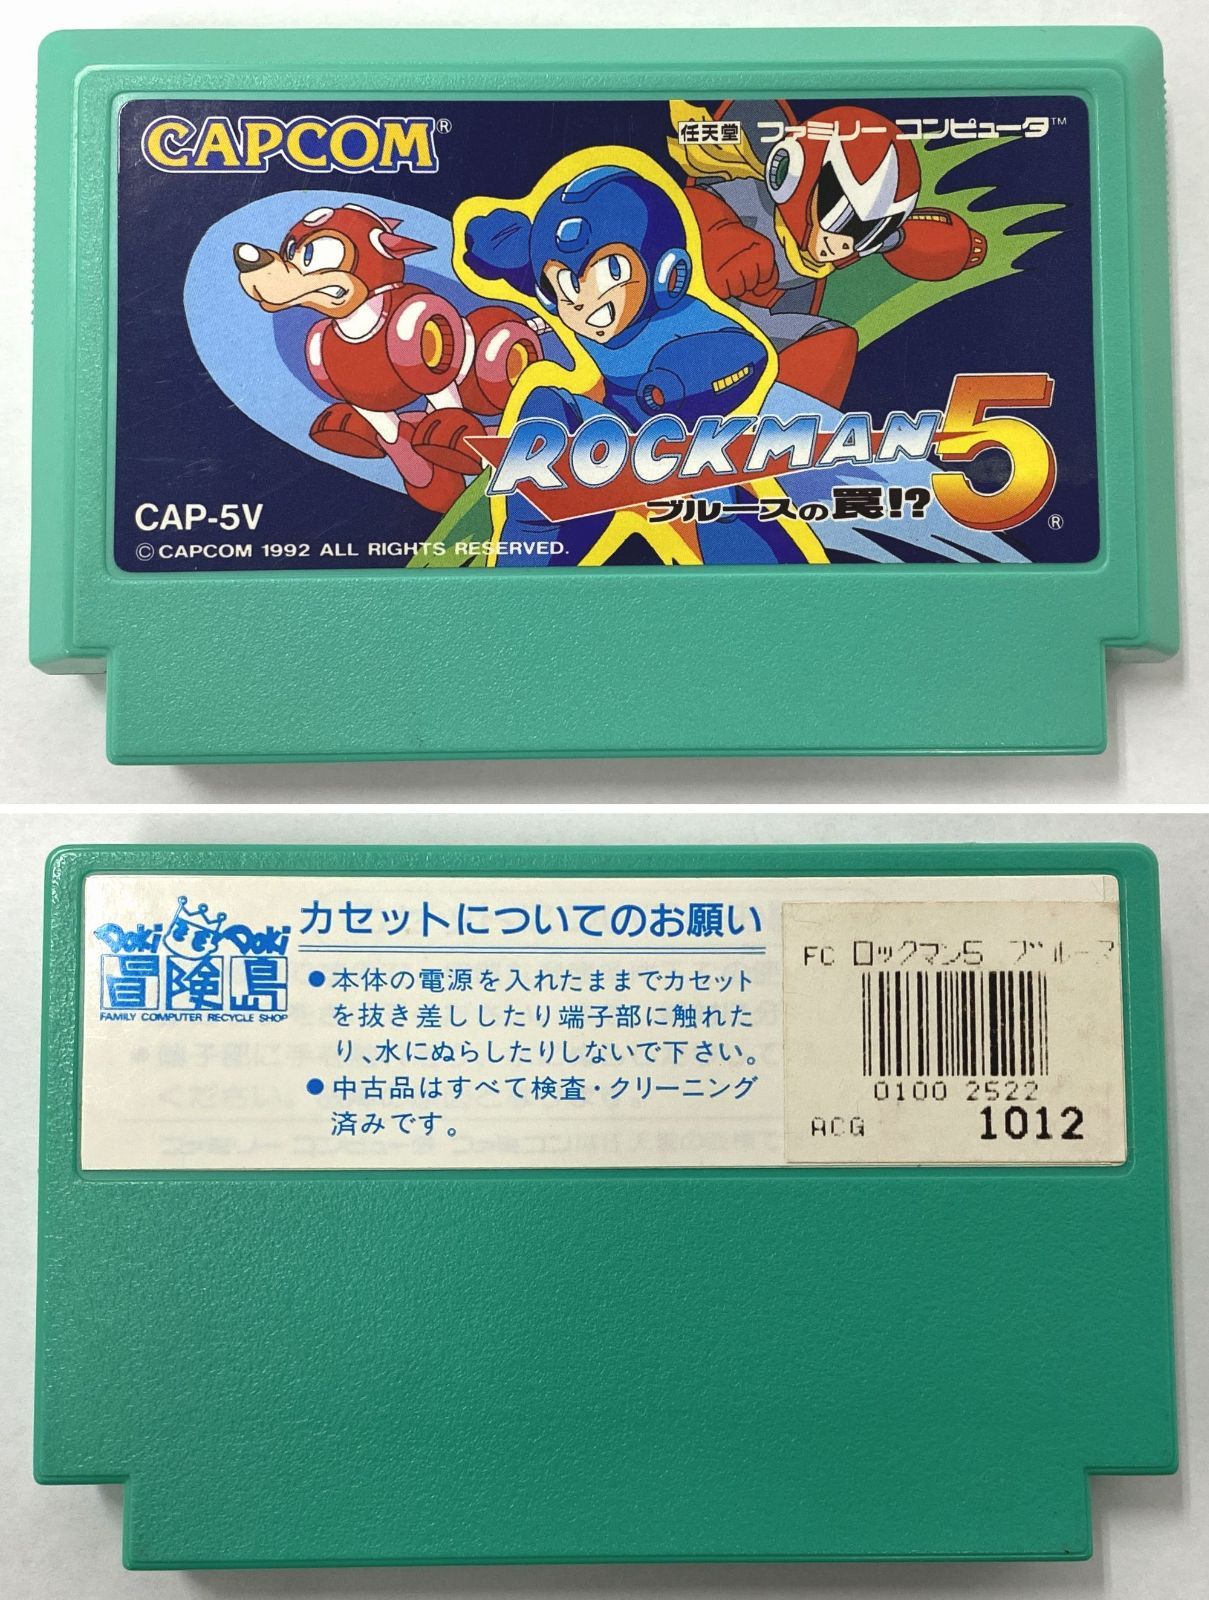 CAPCOM®
任天堂 ファミリーコンピュータ™
ROCKMAN 5
ブルースの罠!?
®
CAP-5V
©CAPCOM 1992 ALL RIGHTS RESERVED.
Doki Doki
冒険島
FAMILY COMPUTER RECYCLE SHOP
カセットについてのお願い
●本体の電源を入れたままでカセット
を抜き差ししたり端子部に触れた
り、水にぬらしたりしないで下さい。
●中古品はすべて検査・クリーニング
済みです。
FC ロックマン5 ブルース
0100 2522
ACG 1012